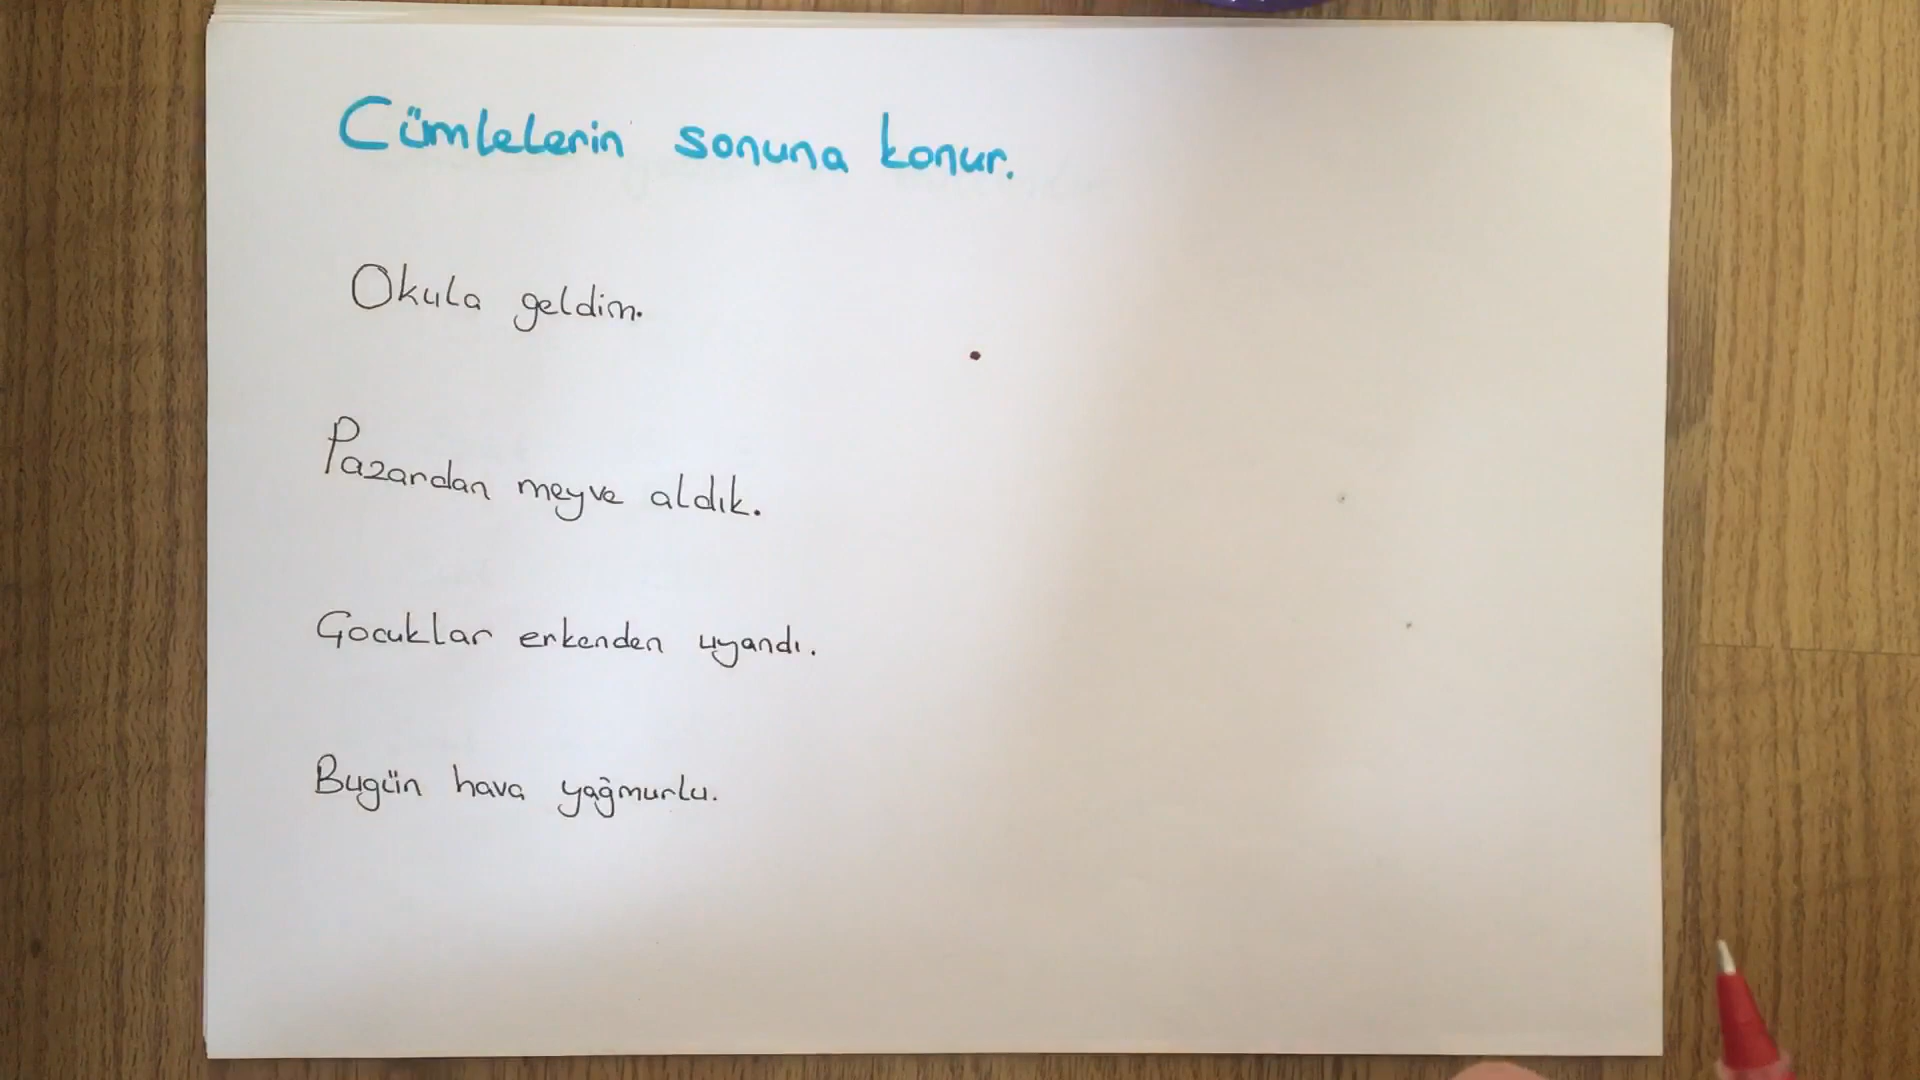 Cümlelerin sonuna konur.
Okula geldim.
Pazardan meyve aldık.
Çocuklar erkenden uyandı.
Bugün hava yağmurlu.